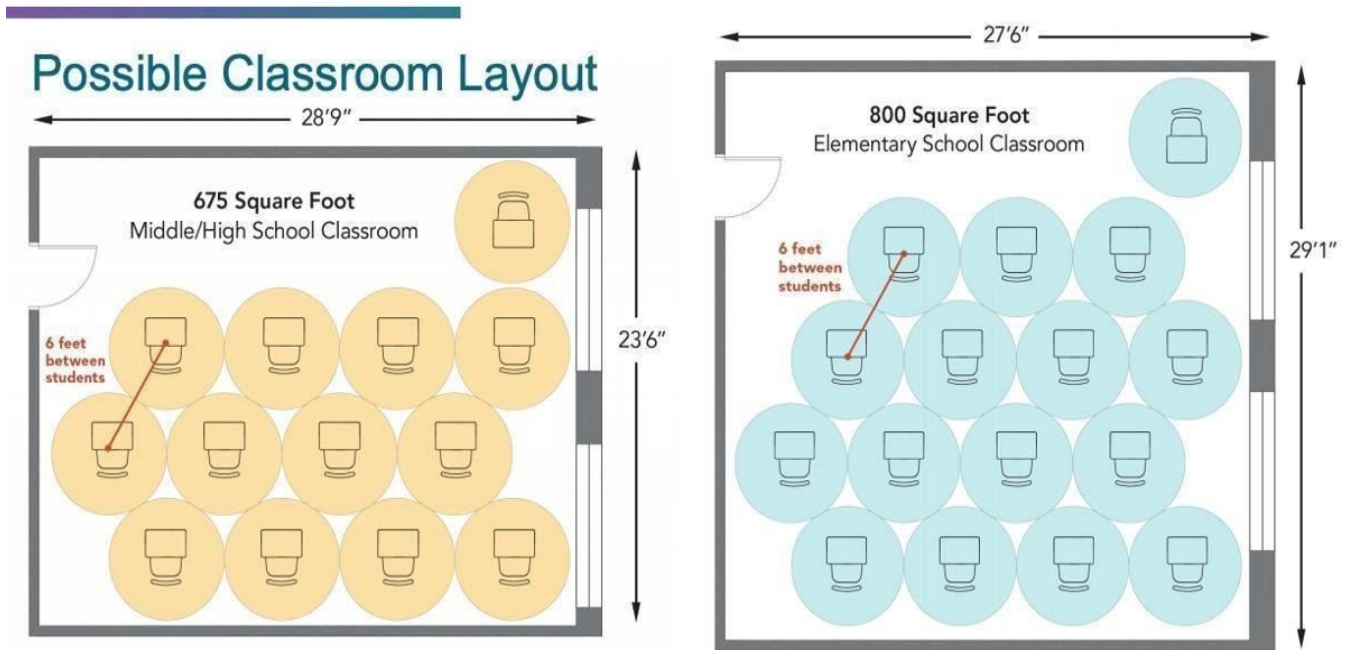 Possible Classroom Layout
28’9”
675 Square Foot
Middle/High School Classroom
6 feet
between
students
23’6”
27’6”
800 Square Foot
Elementary School Classroom
6 feet
between
students
29’1”